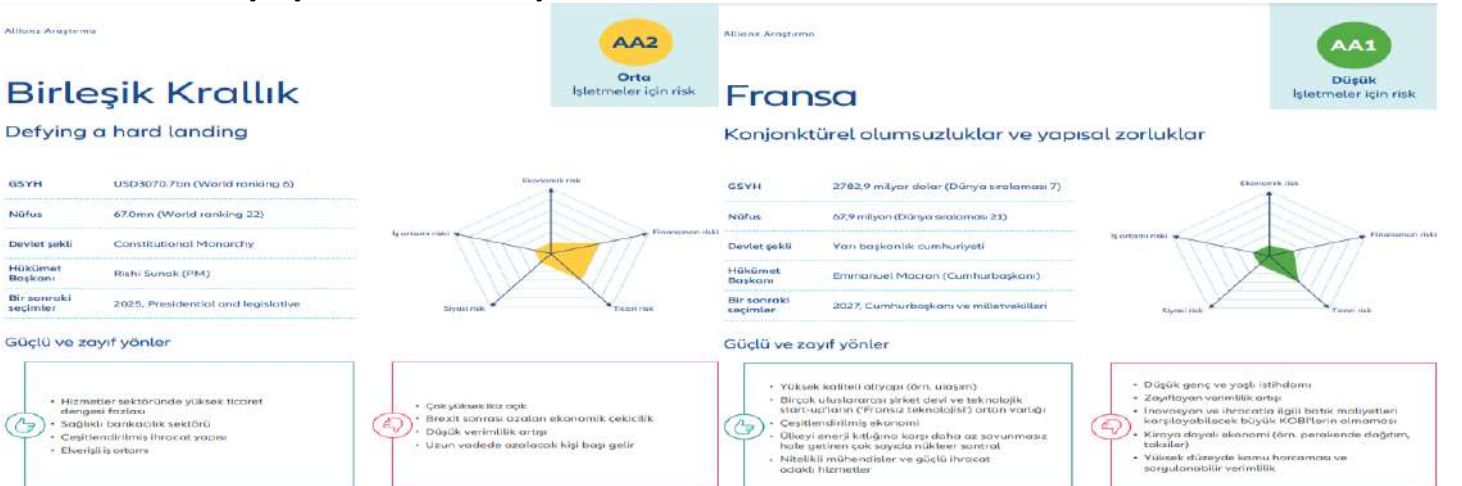 Allianz Araştırma
AA2
Orta
İşletmeler için risk
Birleşik Krallık
Defying a hard landing
GSYH USD3070.7bn (World ranking 6)
Nüfus 67.0mn (World ranking 22)
Devlet şekli Constitutional Monarchy
Hükümet
Başkanı Rishi Sunak (PM)
Bir sonraki
seçimler 2025, Presidential and legislative
Ekonomik risk
Finansman riski
Ticari risk
Siyasi risk
İş ortamı riski
Güçlü ve zayıf yönler
• Hizmetler sektöründe yüksek ticaret
dengesi fazlası
• Sağlıklı bankacılık sektörü
• Çeşitlendirilmiş ihracat yapısı
• Elverişli iş ortamı
• Çok yüksek ikiz açık
• Brexit sonrası azalan ekonomik çekicilik
• Düşük verimlilik artışı
• Uzun vadede azalacak kişi başı gelir
Allianz Araştırma
AA1
Düşük
İşletmeler için risk
Fransa
Konjonktürel olumsuzluklar ve yapısal zorluklar
GSYH 2782,9 milyar dolar (Dünya sıralaması 7)
Nüfus 67,9 milyon (Dünya sıralaması 21)
Devlet şekli Yarı başkanlık cumhuriyeti
Hükümet
Başkanı Emmanuel Macron (Cumhurbaşkanı)
Bir sonraki
seçimler 2027, Cumhurbaşkanı ve milletvekilleri
Ekonomik risk
Finansman riski
Ticari risk
Siyasi risk
İş ortamı riski
Güçlü ve zayıf yönler
• Yüksek kaliteli altyapı (örn. ulaşım)
• Birçok uluslararası şirket devi ve teknolojik
start-up'ların ('Fransız teknolojisi') artan varlığı
• Çeşitlendirilmiş ekonomi
• Ülkeyi enerji kıtlığına karşı daha az savunmasız
hale getiren çok sayıda nükleer santral
• Nitelikli mühendisler ve güçlü ihracat
odaklı hizmetler
• Düşük genç ve yaşlı istihdamı
• Zayıflayan verimlilik artışı
• İnovasyon ve ihracatla ilgili batık maliyetleri
karşılayabilecek büyük KOBİ'lerin olmaması
• Kiraya dayalı ekonomi (örn. perakende dağıtım,
taksiler)
• Yüksek düzeyde kamu harcaması ve
sorgulanabilir verimlilik